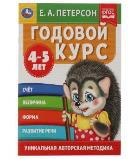 Е. А. ПЕТЕРСОН
ГОДОВОЙ
КУРС
4-5
ЛЕТ
СЧЁТ
ВЕЛИЧИНА
ФОРМА
РАЗВИТИЕ РЕЧИ
УНИКАЛЬНАЯ АВТОРСКАЯ МЕТОДИКА